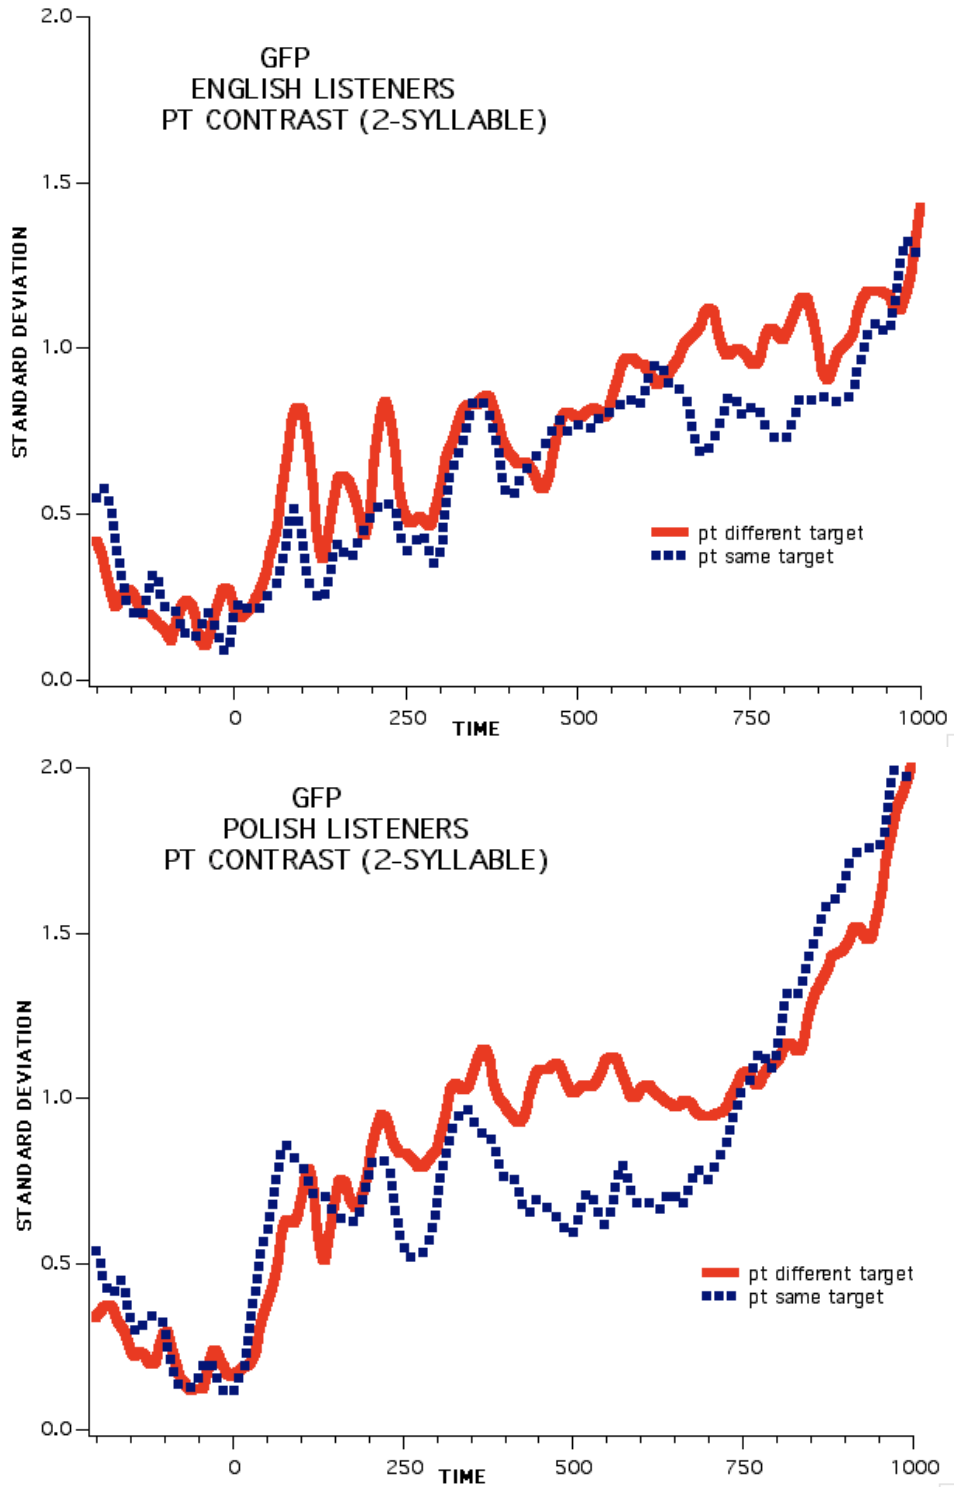 GFP
ENGLISH LISTENERS
PT CONTRAST (2-SYLLABLE)
2.0
1.5
1.0
0.5
0.0
STANDARD DEVIATION
pt different target
pt same target
0
250
500
750
1000
TIME
GFP
POLISH LISTENERS
PT CONTRAST (2-SYLLABLE)
2.0
1.5
1.0
0.5
0.0
STANDARD DEVIATION
pt different target
pt same target
0
250
500
750
1000
TIME